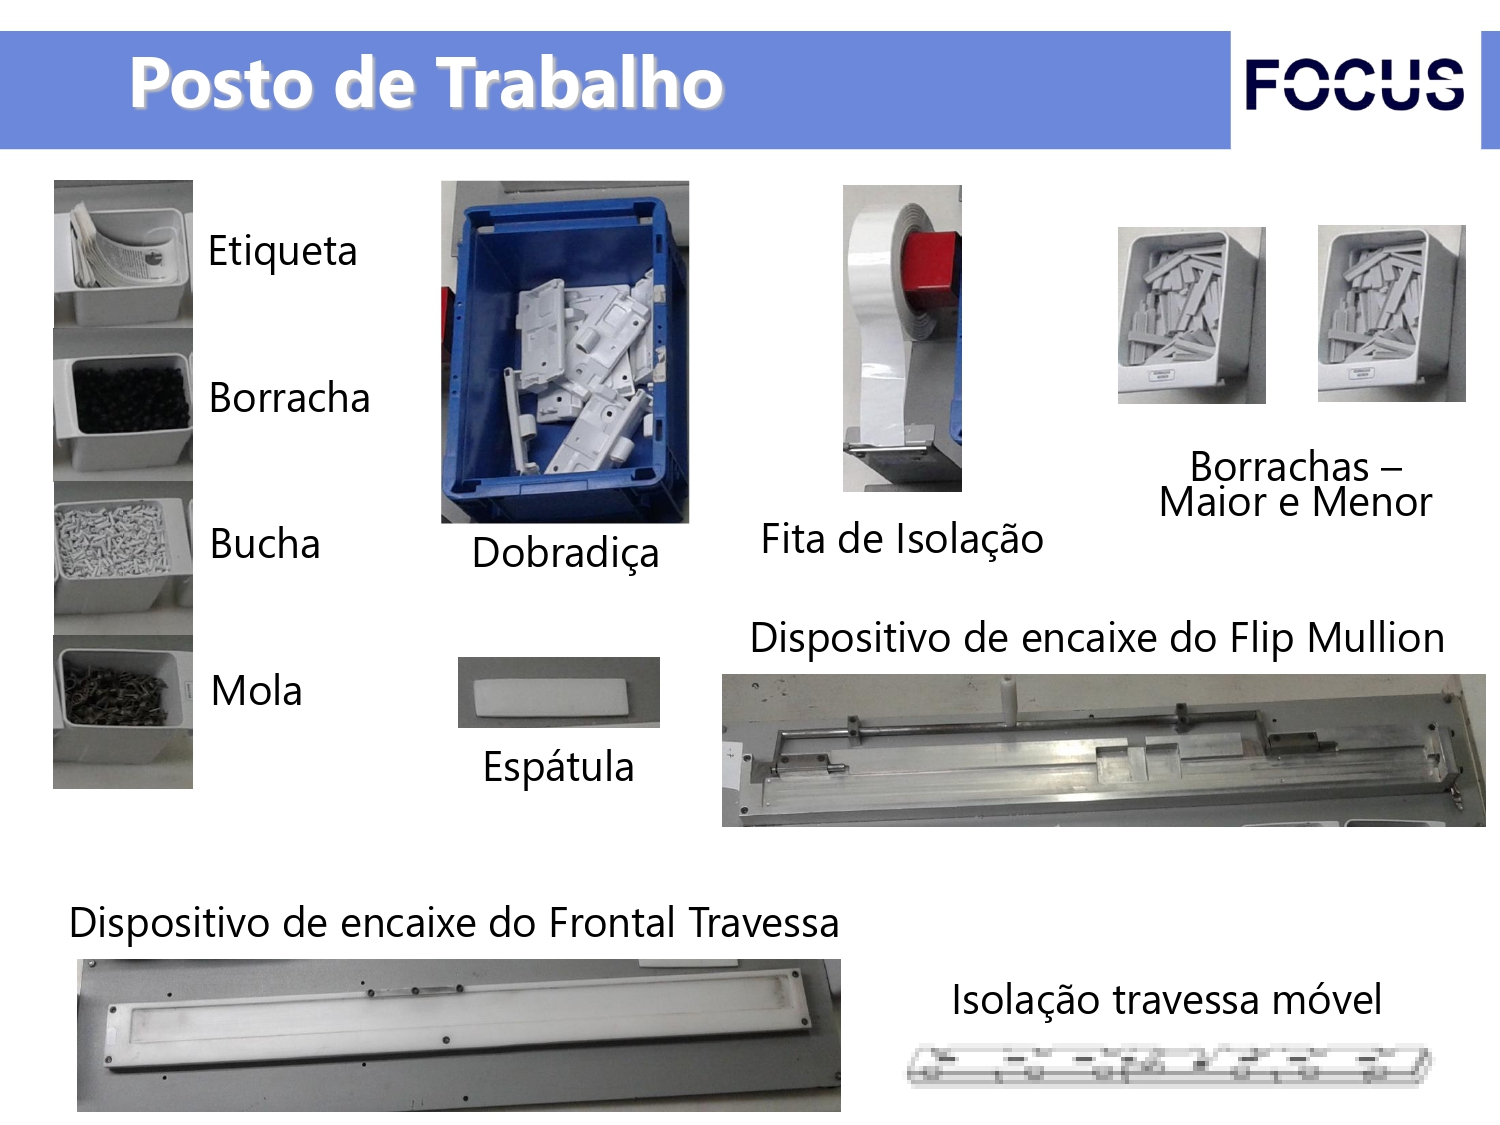 Posto de Trabalho
FOCUS
Etiqueta
Borracha
Bucha
Mola
Dobradiça
Espátula
Fita de Isolação
Borrachas –
Maior e Menor
Dispositivo de encaixe do Flip Mullion
Dispositivo de encaixe do Frontal Travessa
Isolação travessa móvel